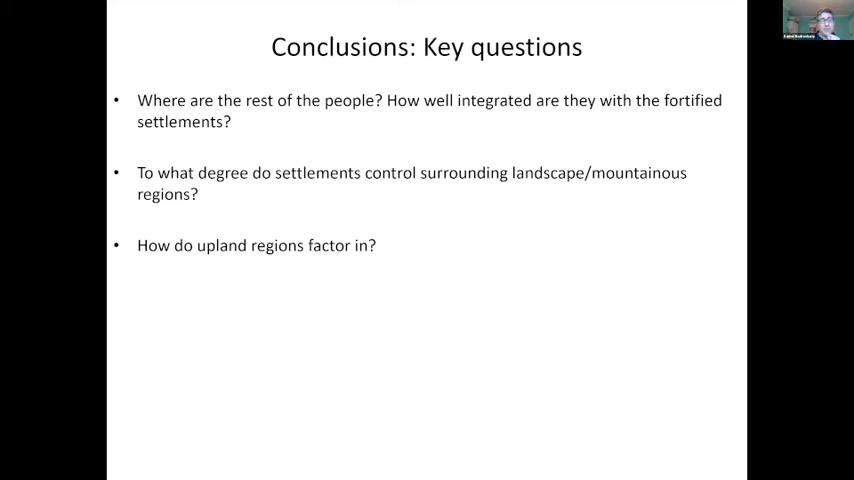 Conclusions: Key questions
• Where are the rest of the people? How well integrated are they with the fortified
settlements?
• To what degree do settlements control surrounding landscape/mountainous
regions?
• How do upland regions factor in?